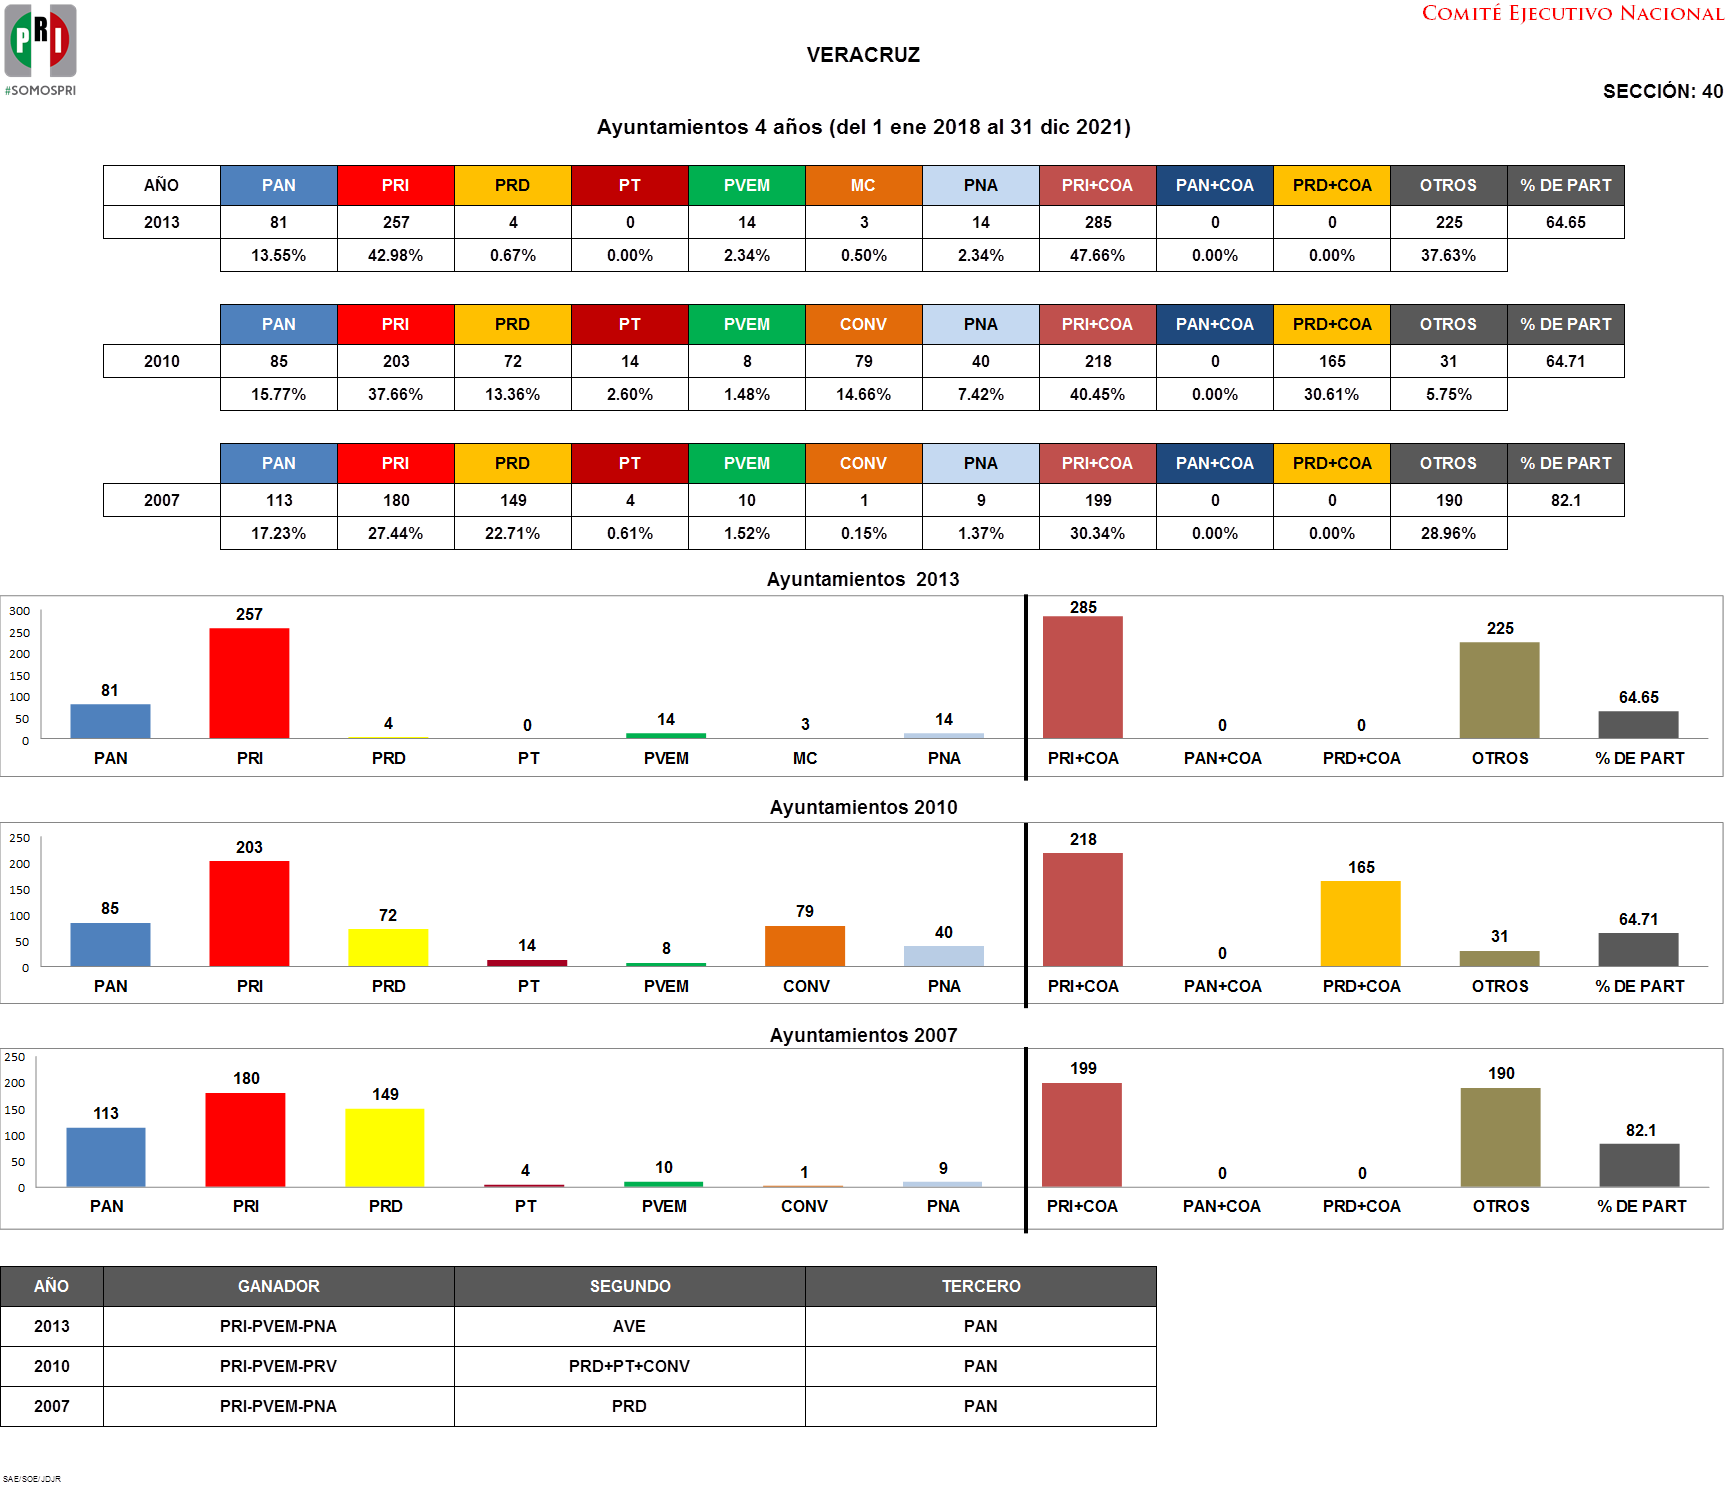 COMITÉ EJECUTIVO NACIONAL
PRI
#SOMOSPRI
VERACRUZ
SECCIÓN: 40
Ayuntamientos 4 años (del 1 ene 2018 al 31 dic 2021)
AÑO PAN PRI PRD PT PVEM MC PNA PRI+COA PAN+COA PRD+COA OTROS % DE PART
2013 81 257 4 0 14 3 14 285 0 0 225 64.65
13.55% 42.98% 0.67% 0.00% 2.34% 0.50% 2.34% 47.66% 0.00% 0.00% 37.63%
PAN PRI PRD PT PVEM CONV PNA PRI+COA PAN+COA PRD+COA OTROS % DE PART
2010 85 203 72 14 8 79 40 218 0 165 31 64.71
15.77% 37.66% 13.36% 2.60% 1.48% 14.66% 7.42% 40.45% 0.00% 30.61% 5.75%
PAN PRI PRD PT PVEM CONV PNA PRI+COA PAN+COA PRD+COA OTROS % DE PART
2007 113 180 149 4 10 1 9 199 0 0 190 82.1
17.23% 27.44% 22.71% 0.61% 1.52% 0.15% 1.37% 30.34% 0.00% 0.00% 28.96%
Ayuntamientos 2013
300
250
200
150
100
50
0
81 257 4 0 14 3 14 285 0 0 225 64.65
PAN PRI PRD PT PVEM MC PNA PRI+COA PAN+COA PRD+COA OTROS % DE PART
Ayuntamientos 2010
250
200
150
100
50
0
85 203 72 14 8 79 40 218 0 165 31 64.71
PAN PRI PRD PT PVEM CONV PNA PRI+COA PAN+COA PRD+COA OTROS % DE PART
Ayuntamientos 2007
250
200
150
100
50
0
113 180 149 4 10 1 9 199 0 0 190 82.1
PAN PRI PRD PT PVEM CONV PNA PRI+COA PAN+COA PRD+COA OTROS % DE PART
AÑO GANADOR SEGUNDO TERCERO
2013 PRI-PVEM-PNA AVE PAN
2010 PRI-PVEM-PRV PRD+PT+CONV PAN
2007 PRI-PVEM-PNA PRD PAN
SAE/SOE/JDJR